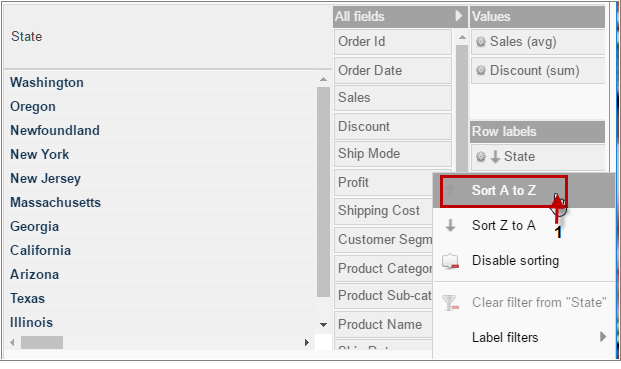 State
Washington
Oregon
Newfoundland
New York
New Jersey
Massachusetts
Georgia
California
Arizona
Texas
Illinois
All fields
Order Id
Order Date
Sales
Discount
Ship Mode
Profit
Shipping Cost
Customer Segm
Product Categor
Product Sub-cat
Product Name
Values
Sales (avg)
Discount (sum)
Row labels
State
Sort A to Z
1
Sort Z to A
Disable sorting
Clear filter from "State"
Label filters